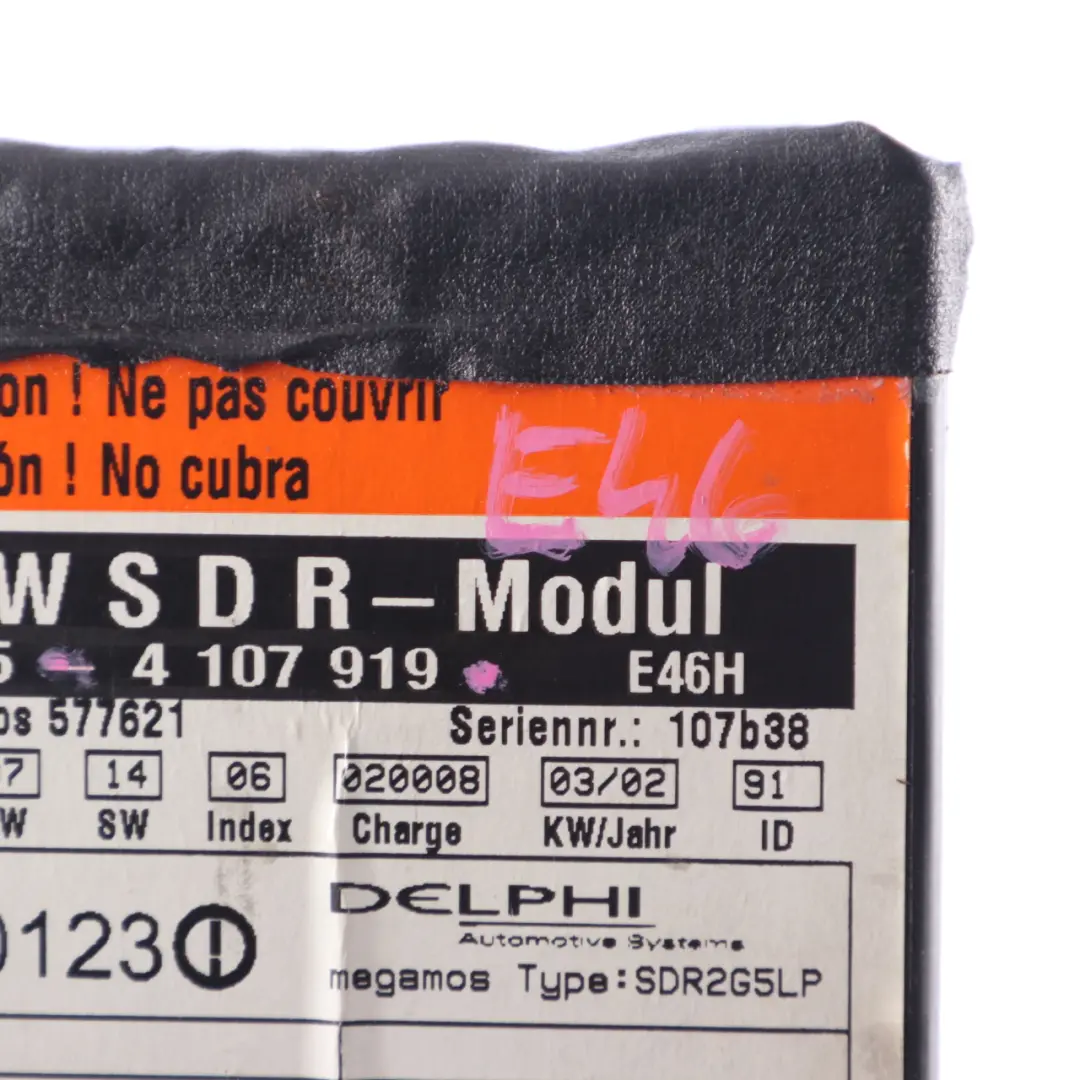 on ! Ne pas couvrir
ón ! No cubra
E46
W S D R – Modul
5 - 4 107 919 E46H
os 577621 Seriennr.: 107b38
7 14 06 020008 03/02 91
W SW Index Charge KW/Jahr ID
0123
DELPHI
Automotive Systems
megamos Type:SDR2G5LP